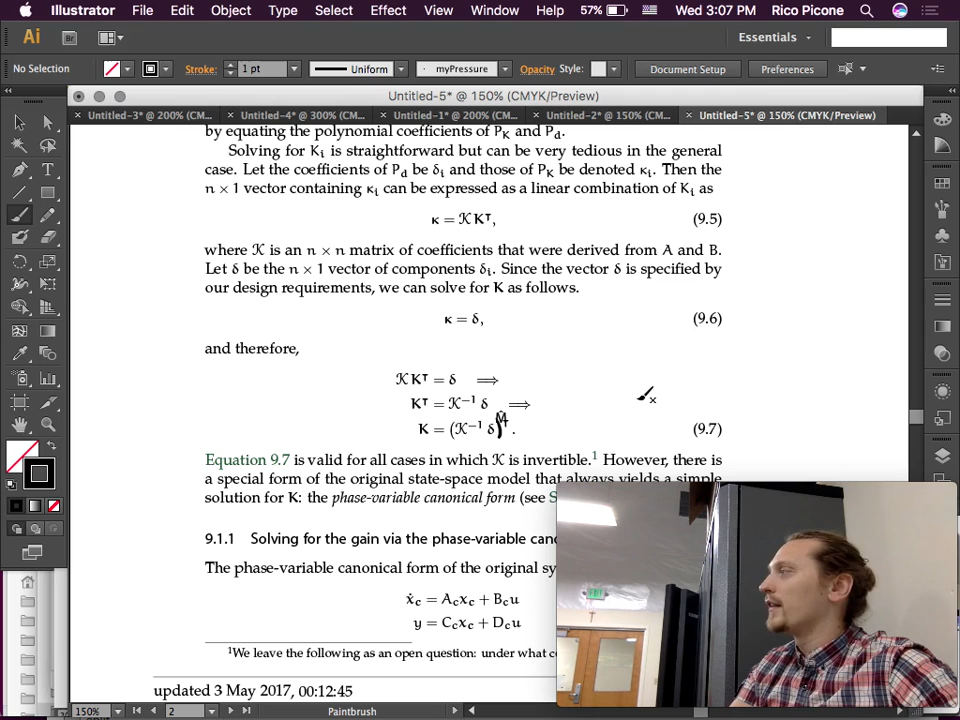 Illustrator File Edit Object Type Select Effect View Window Help 57% Wed 3:07 PM Rico Picone
Ai Br Essentials
No Selection Stroke: 1 pt Uniform myPressure Opacity Style: Document Setup Preferences
Untitled-5* @ 150% (CMYK/Preview)
Untitled-3* @ 200% (CM... Untitled-4* @ 300% (CM... Untitled-1* @ 200% (CM... Untitled-2* @ 150% (CM... Untitled-5* @ 150% (CMYK/Preview)
by equating the polynomial coefficients of P_K and P_d.
Solving for K_i is straightforward but can be very tedious in the general
case. Let the coefficients of P_d be δ_i and those of P_K be denoted κ_i. Then the
n × 1 vector containing κ_i can be expressed as a linear combination of K_i as
κ = 𝒦 K^T, (9.5)
where 𝒦 is an n × n matrix of coefficients that were derived from A and B.
Let δ be the n × 1 vector of components δ_i. Since the vector δ is specified by
our design requirements, we can solve for K as follows.
κ = δ, (9.6)
and therefore,
𝒦 K^T = δ ⟹
K^T = 𝒦^−1 δ ⟹
K = (𝒦^−1 δ)^T. (9.7)
Equation 9.7 is valid for all cases in which 𝒦 is invertible.^1 However, there is
a special form of the original state-space model that always yields a simple
solution for K: the phase-variable canonical form (see S
9.1.1 Solving for the gain via the phase-variable can
The phase-variable canonical form of the original sy
ẋ_c = A_c x_c + B_c u
y = C_c x_c + D_c u
^1We leave the following as an open question: under what co
updated 3 May 2017, 00:12:45
150% 2 Paintbrush